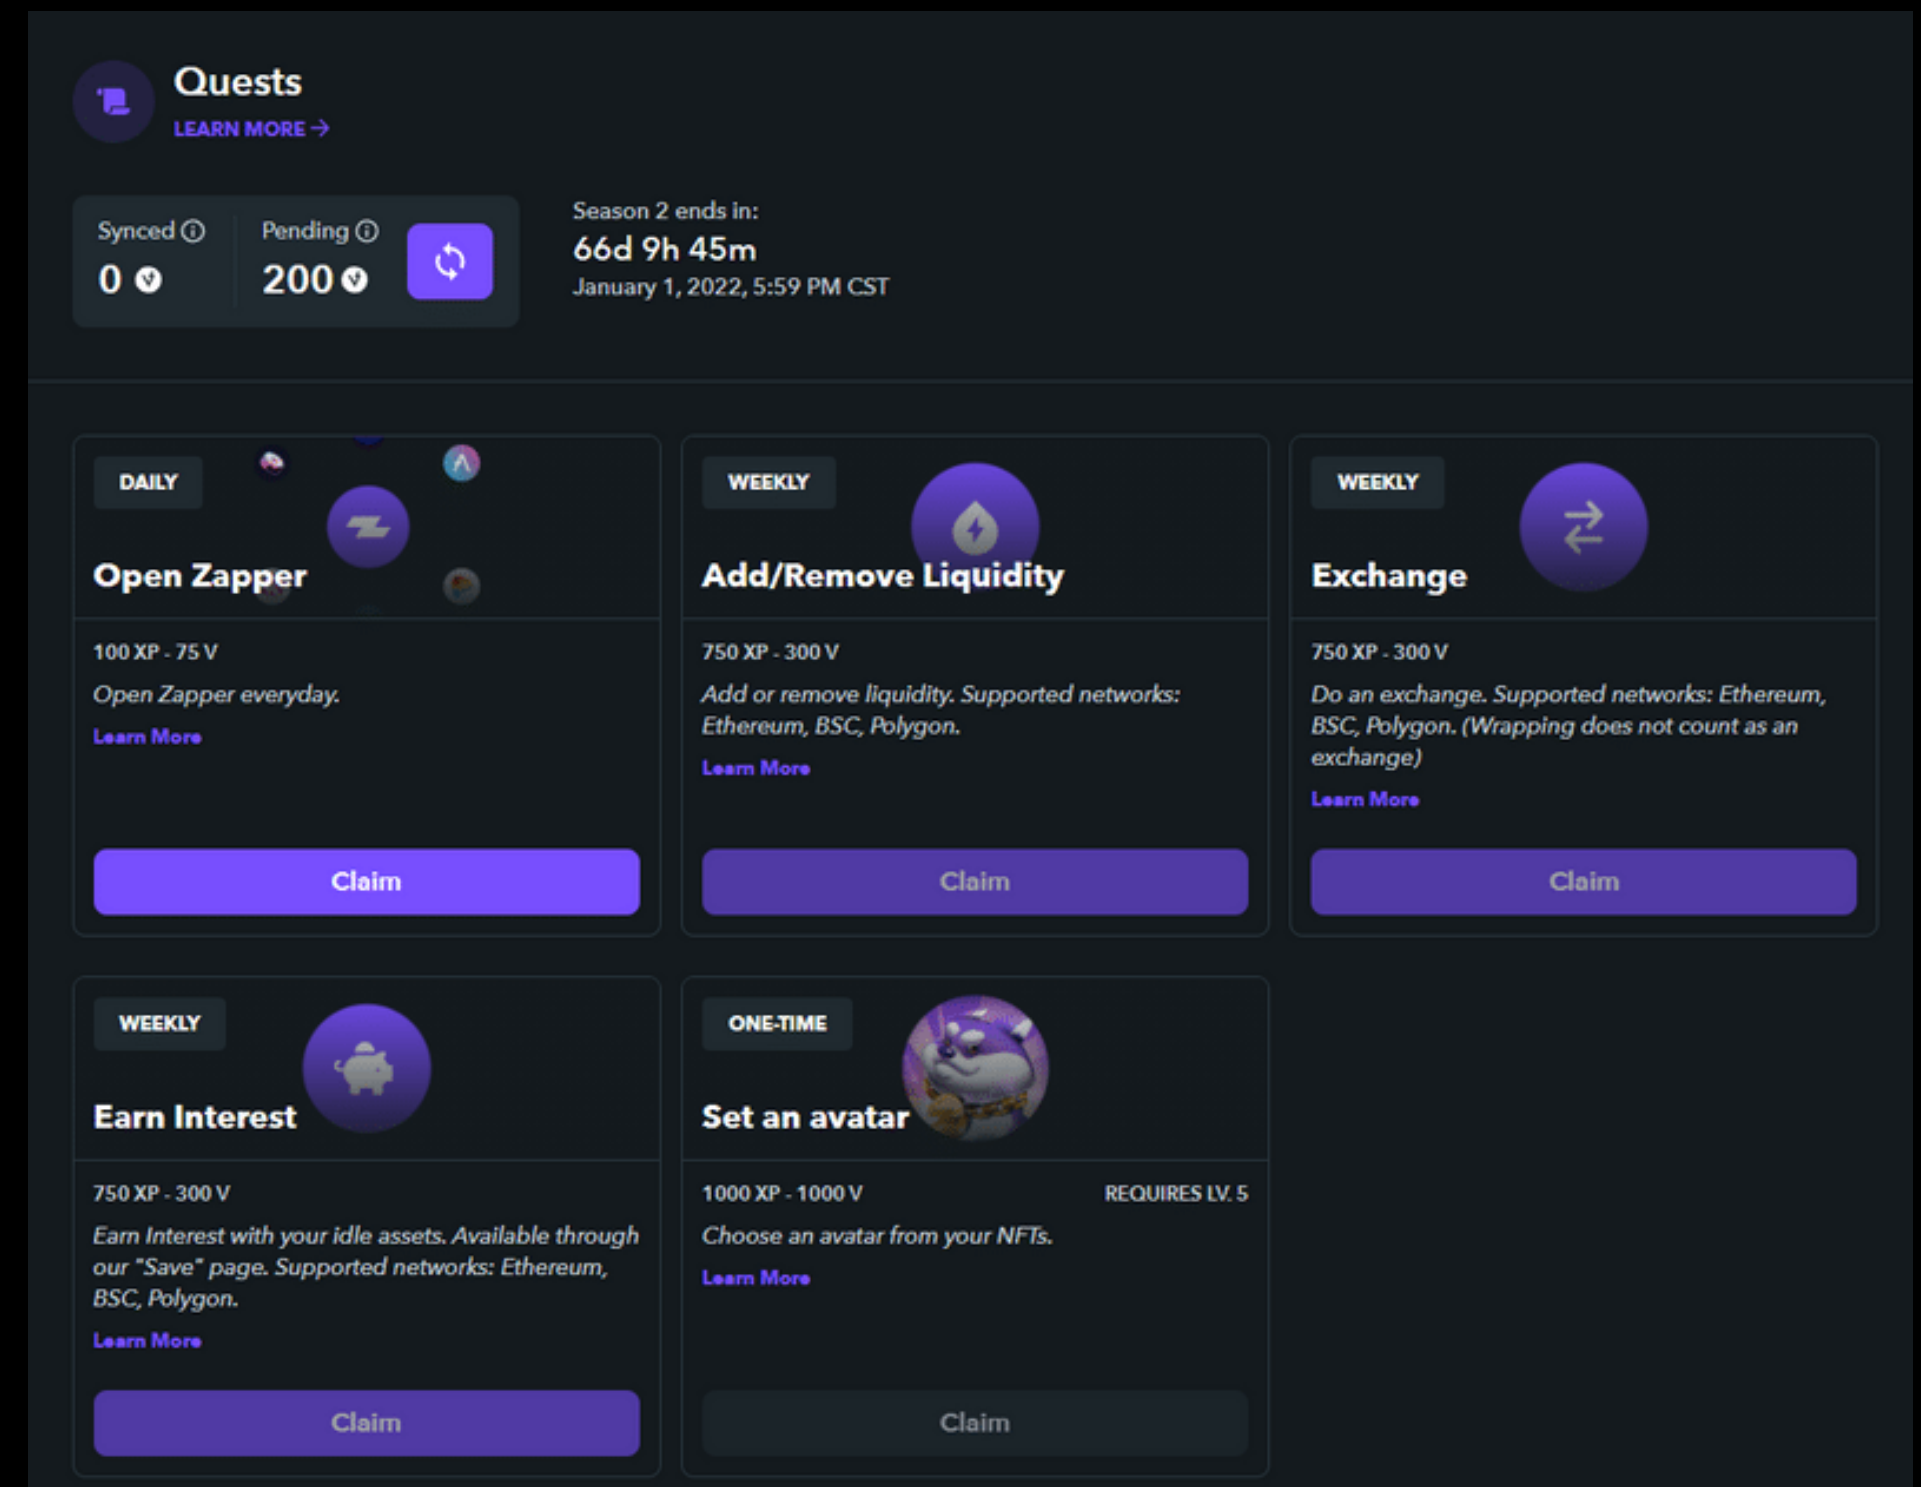 Quests
LEARN MORE →
Synced
Pending
0
200
Season 2 ends in:
66d 9h 45m
January 1, 2022, 5:59 PM CST
DAILY
Open Zapper
100 XP - 75 V
Open Zapper everyday.
Learn More
Claim
WEEKLY
Add/Remove Liquidity
750 XP - 300 V
Add or remove liquidity. Supported networks:
Ethereum, BSC, Polygon.
Learn More
Claim
WEEKLY
Exchange
750 XP - 300 V
Do an exchange. Supported networks: Ethereum,
BSC, Polygon. (Wrapping does not count as an
exchange)
Learn More
Claim
WEEKLY
Earn Interest
750 XP - 300 V
Earn Interest with your idle assets. Available through
our "Save" page. Supported networks: Ethereum,
BSC, Polygon.
Learn More
Claim
ONE-TIME
Set an avatar
1000 XP - 1000 V
REQUIRES LV. 5
Choose an avatar from your NFTs.
Learn More
Claim